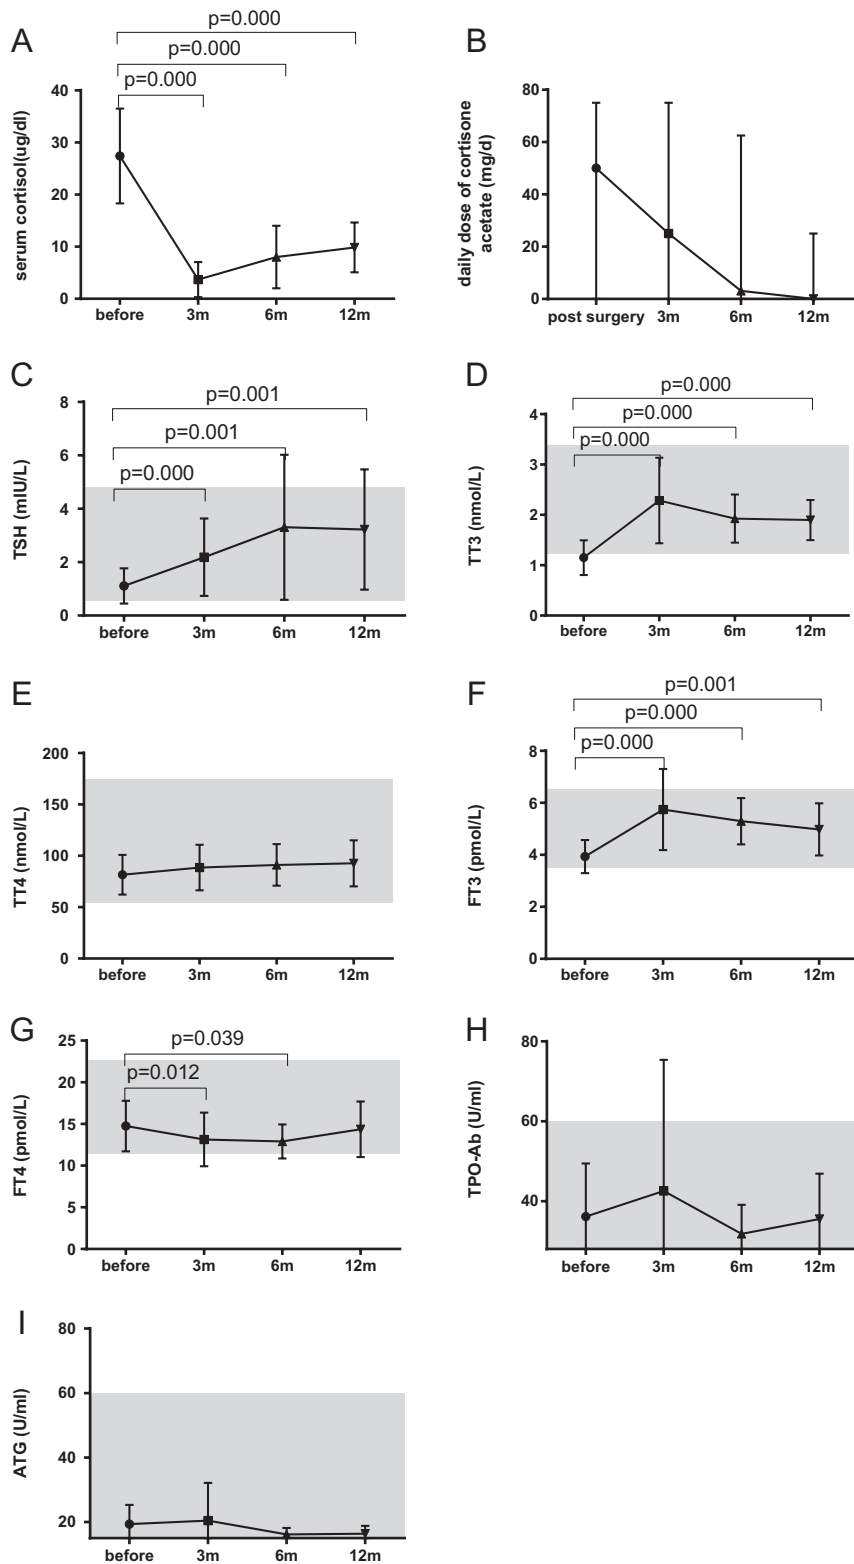 A
p=0.000
p=0.000
p=0.000
serum cortisol(ug/dl)
40
30
20
10
0
before 3m 6m 12m
B
daily dose of cortisone
acetate (mg/d)
80
60
40
20
0
post surgery 3m 6m 12m
C
p=0.001
p=0.001
p=0.000
TSH (mIU/L)
8
6
4
2
0
before 3m 6m 12m
D
p=0.000
p=0.000
p=0.000
TT3 (nmol/L)
4
3
2
1
0
before 3m 6m 12m
E
TT4 (nmol/L)
200
150
100
50
0
before 3m 6m 12m
F
p=0.001
p=0.000
p=0.000
FT3 (pmol/L)
8
6
4
2
0
before 3m 6m 12m
G
p=0.039
p=0.012
FT4 (pmol/L)
25
20
15
10
5
0
before 3m 6m 12m
H
TPO-Ab (U/ml)
80
60
40
before 3m 6m 12m
I
ATG (U/ml)
80
60
40
20
before 3m 6m 12m